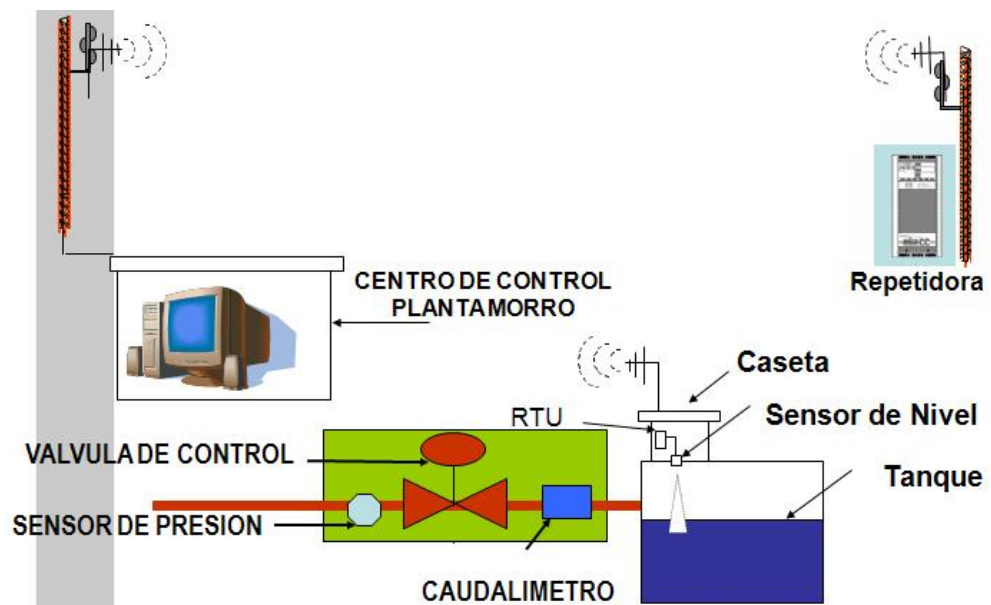 CENTRO DE CONTROL
PLANTA MORRO
Repetidora
Caseta
RTU
Sensor de Nivel
VALVULA DE CONTROL
Tanque
SENSOR DE PRESION
CAUDALIMETRO